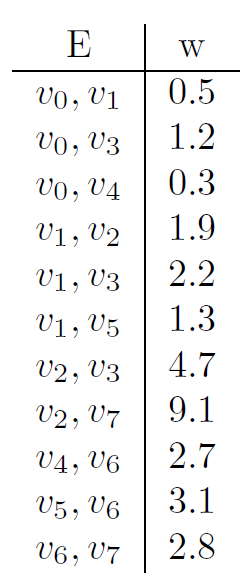 E w
v₀, v₁ 0.5
v₀, v₃ 1.2
v₀, v₄ 0.3
v₁, v₂ 1.9
v₁, v₃ 2.2
v₁, v₅ 1.3
v₂, v₃ 4.7
v₂, v₇ 9.1
v₄, v₆ 2.7
v₅, v₆ 3.1
v₆, v₇ 2.8